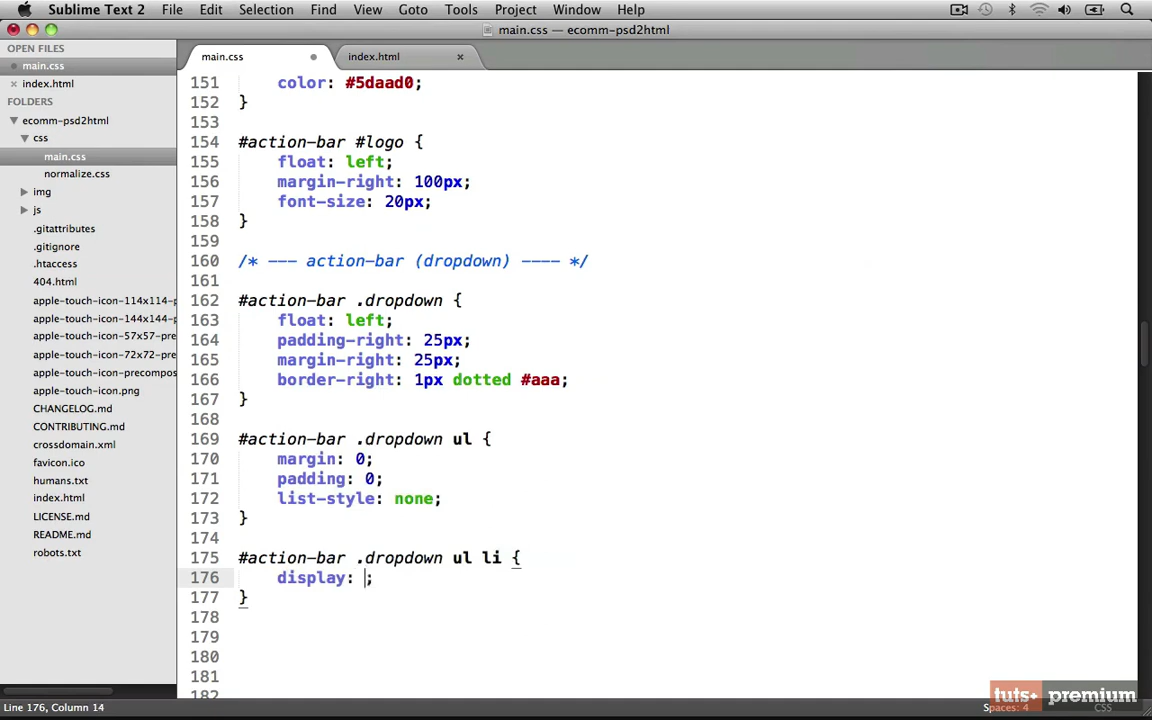 Sublime Text 2 File Edit Selection Find View Goto Tools Project Window Help
main.css — ecomm-psd2html
OPEN FILES
main.css
index.html
FOLDERS
ecomm-psd2html
css
main.css
normalize.css
img
js
.gitattributes
.gitignore
.htaccess
404.html
apple-touch-icon-114x114-p
apple-touch-icon-144x144-p
apple-touch-icon-57x57-pre
apple-touch-icon-72x72-pre
apple-touch-icon-precompos
apple-touch-icon.png
CHANGELOG.md
CONTRIBUTING.md
crossdomain.xml
favicon.ico
humans.txt
index.html
LICENSE.md
README.md
robots.txt
main.css index.html
151 color: #5daad0;
152 }
153
154 #action-bar #logo {
155 float: left;
156 margin-right: 100px;
157 font-size: 20px;
158 }
159
160 /* --- action-bar (dropdown) ---- */
161
162 #action-bar .dropdown {
163 float: left;
164 padding-right: 25px;
165 margin-right: 25px;
166 border-right: 1px dotted #aaa;
167 }
168
169 #action-bar .dropdown ul {
170 margin: 0;
171 padding: 0;
172 list-style: none;
173 }
174
175 #action-bar .dropdown ul li {
176 display: ;
177 }
178
179
180
181
182
tuts+ premium
Line 176, Column 14 Spaces: 4 CSS